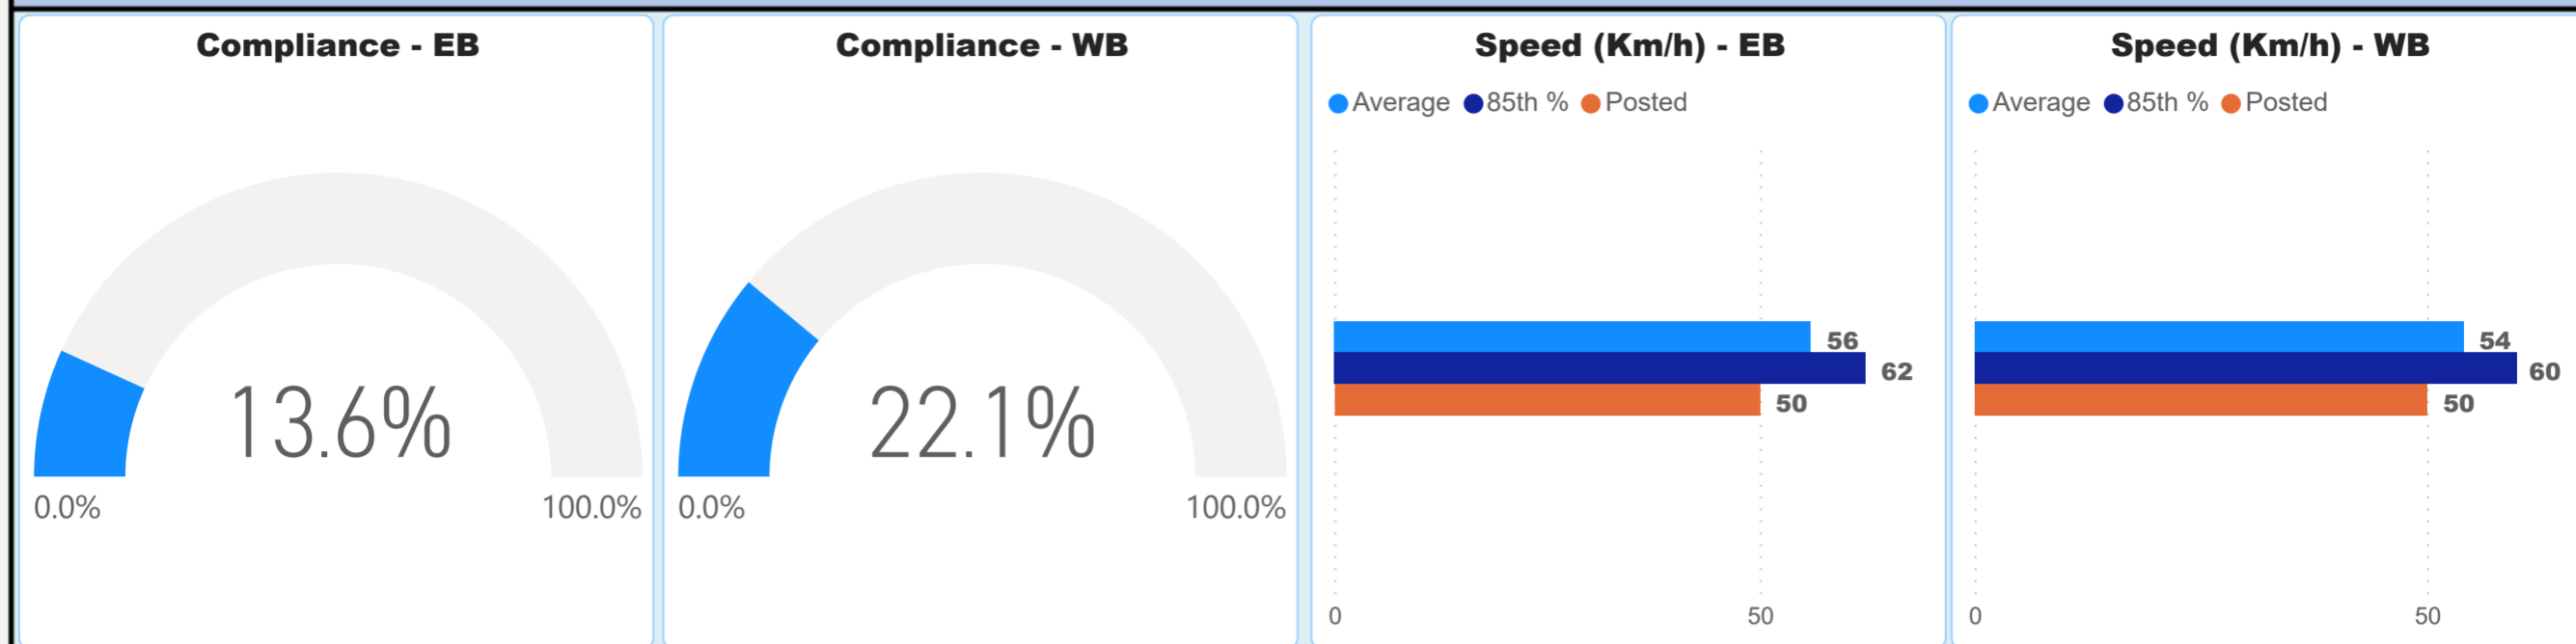 Compliance - EB
13.6%
0.0%
100.0%
Compliance - WB
22.1%
0.0%
100.0%
Speed (Km/h) - EB
Average 85th % Posted
56
62
50
0
50
Speed (Km/h) - WB
Average 85th % Posted
54
60
50
0
50